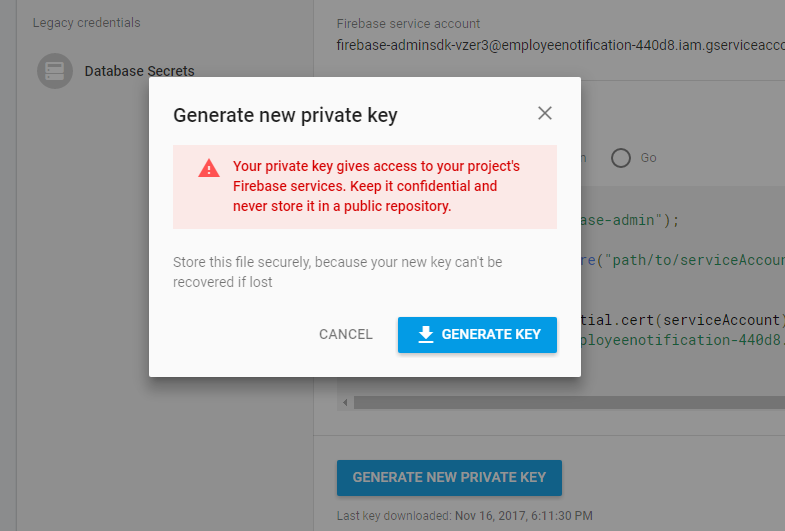 Legacy credentials
Database Secrets
Firebase service account
firebase-adminsdk-vzer3@employeenotification-440d8.iam.gserviceacco
Generate new private key
Your private key gives access to your project's
Firebase services. Keep it confidential and
never store it in a public repository.
Store this file securely, because your new key can't be
recovered if lost
CANCEL
GENERATE KEY
Go
ase-admin");
re("path/to/serviceAccoun
tial.cert(serviceAccount)
ployeenotification-440d8.
GENERATE NEW PRIVATE KEY
Last key downloaded: Nov 16, 2017, 6:11:30 PM